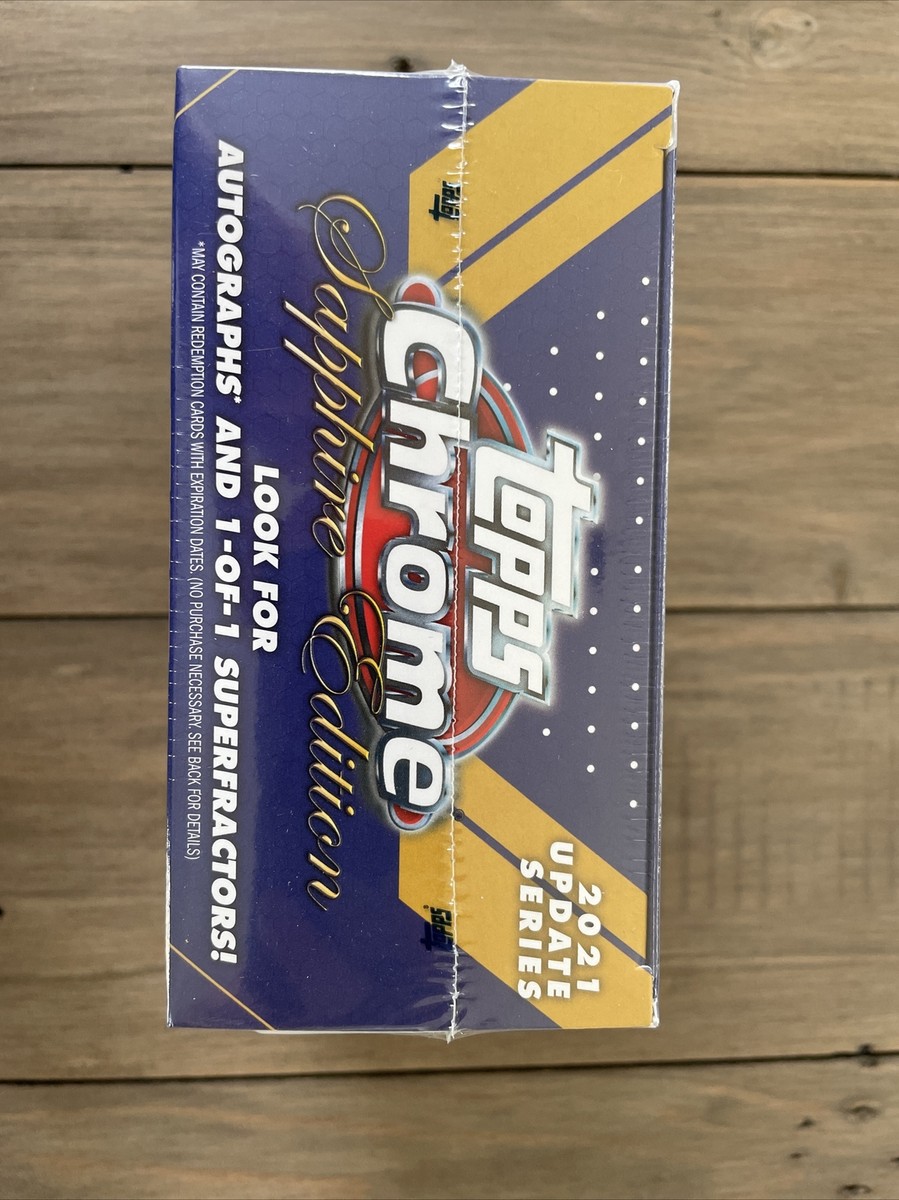 2021
UPDATE
SERIES
topps
chrome
Sapphire Edition
LOOK FOR
AUTOGRAPHS* AND 1-OF-1 SUPERFRACTORS!
*MAY CONTAIN REDEMPTION CARDS WITH EXPIRATION DATES. (NO PURCHASE NECESSARY. SEE BACK FOR DETAILS)
topps
topps